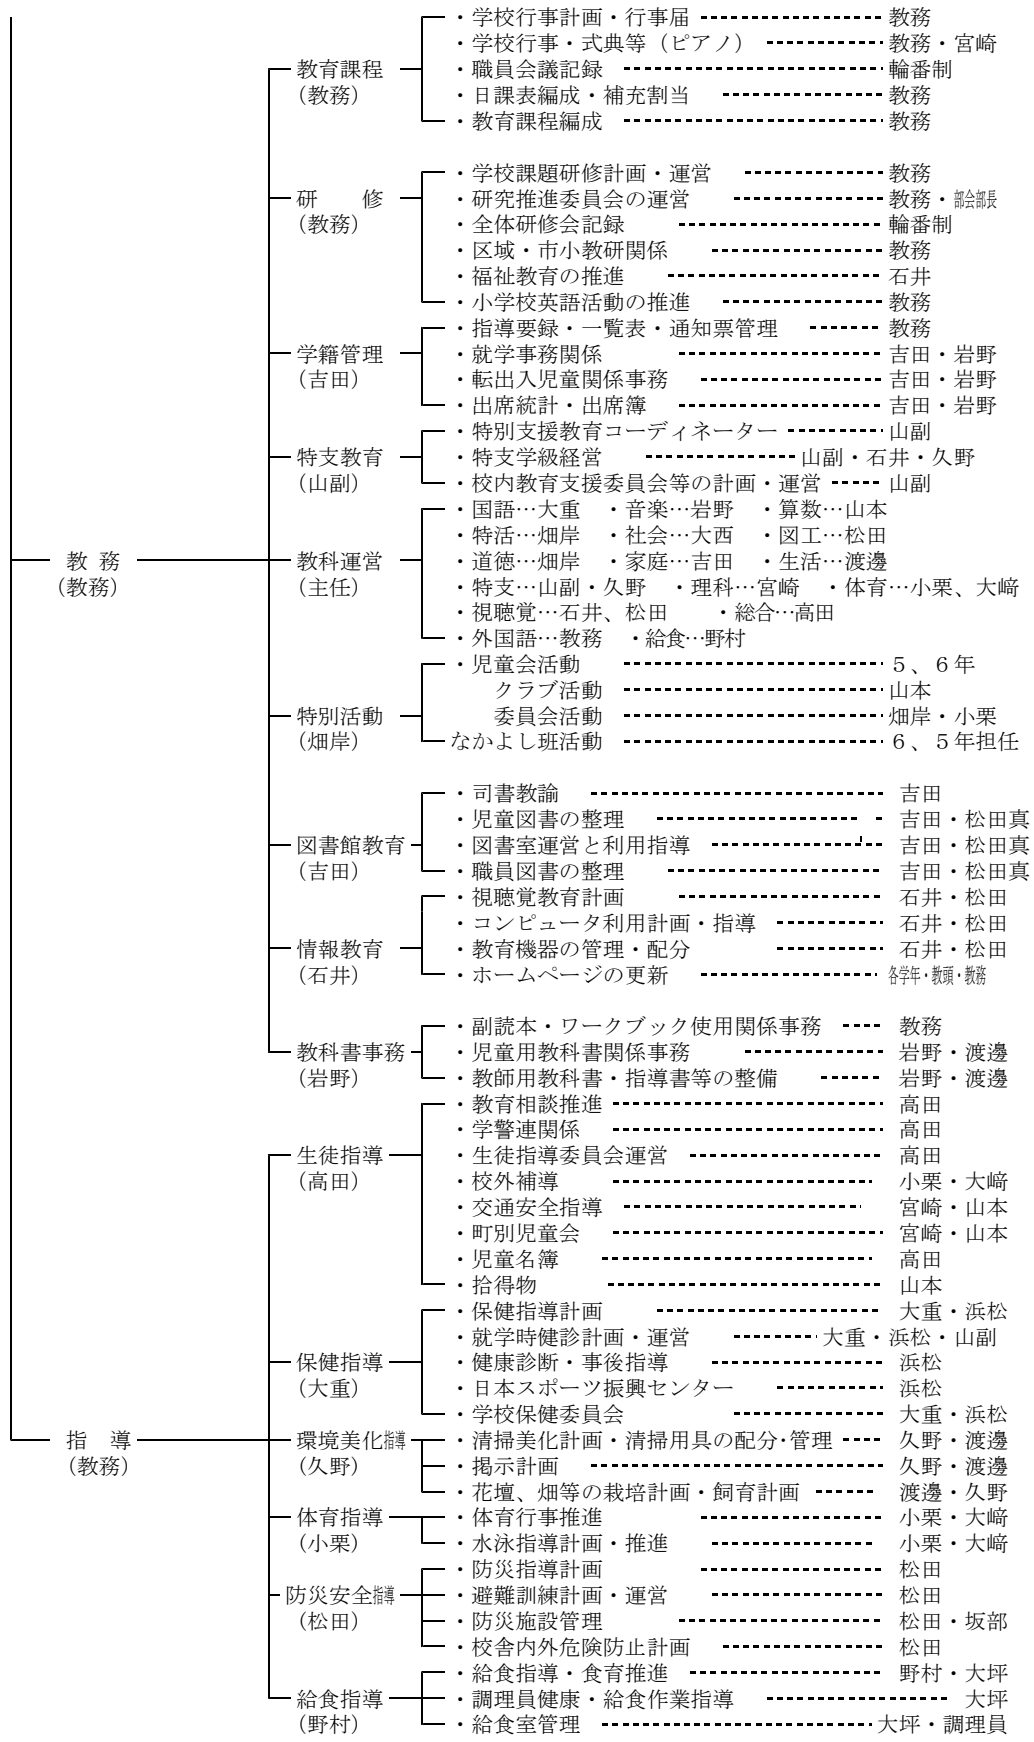 ・学校行事計画・行事届 教務
・学校行事・式典等（ピアノ） 教務・宮崎
教育課程 ・職員会議記録 輪番制
（教務） ・日課表編成・補充割当 教務
・教育課程編成 教務
・学校課題研修計画・運営 教務
研　修 ・研究推進委員会の運営 教務・部会部長
（教務） ・全体研修会記録 輪番制
・区域・市小教研関係 教務
・福祉教育の推進 石井
・小学校英語活動の推進 教務
・指導要録・一覧表・通知票管理 教務
学籍管理 ・就学事務関係 吉田・岩野
（吉田） ・転出入児童関係事務 吉田・岩野
・出席統計・出席簿 吉田・岩野
・特別支援教育コーディネーター 山副
特支教育 ・特支学級経営 山副・石井・久野
（山副） ・校内教育支援委員会等の計画・運営 山副
・国語…大重 ・音楽…岩野 ・算数…山本
・特活…畑岸 ・社会…大西 ・図工…松田
教 務 教科運営 ・道徳…畑岸 ・家庭…吉田 ・生活…渡邊
（教務） （主任） ・特支…山副・久野 ・理科…宮崎 ・体育…小栗、大﨑
・視聴覚…石井、松田 ・総合…高田
・外国語…教務 ・給食…野村
・児童会活動 ５、６年
クラブ活動 山本
特別活動 委員会活動 畑岸・小栗
（畑岸） なかよし班活動 ６、５年担任
・司書教諭 吉田
・児童図書の整理 吉田・松田真
図書館教育 ・図書室運営と利用指導 吉田・松田真
（吉田） ・職員図書の整理 吉田・松田真
・視聴覚教育計画 石井・松田
・コンピュータ利用計画・指導 石井・松田
情報教育 ・教育機器の管理・配分 石井・松田
（石井） ・ホームページの更新 各学年・教頭・教務
・副読本・ワークブック使用関係事務 教務
教科書事務 ・児童用教科書関係事務 岩野・渡邊
（岩野） ・教師用教科書・指導書等の整備 岩野・渡邊
・教育相談推進 高田
・学警連関係 高田
生徒指導 ・生徒指導委員会運営 高田
（高田） ・校外補導 小栗・大﨑
・交通安全指導 宮崎・山本
・町別児童会 宮崎・山本
・児童名簿 高田
・拾得物 山本
・保健指導計画 大重・浜松
・就学時健診計画・運営 大重・浜松・山副
保健指導 ・健康診断・事後指導 浜松
（大重） ・日本スポーツ振興センター 浜松
・学校保健委員会 大重・浜松
指 導 環境美化指導 ・清掃美化計画・清掃用具の配分・管理 久野・渡邊
（教務） （久野） ・掲示計画 久野・渡邊
・花壇、畑等の栽培計画・飼育計画 渡邊・久野
体育指導 ・体育行事推進 小栗・大﨑
（小栗） ・水泳指導計画・推進 小栗・大﨑
・防災指導計画 松田
防災安全指導 ・避難訓練計画・運営 松田
（松田） ・防災施設管理 松田・坂部
・校舎内外危険防止計画 松田
・給食指導・食育推進 野村・大坪
給食指導 ・調理員健康・給食作業指導 大坪
（野村） ・給食室管理 大坪・調理員